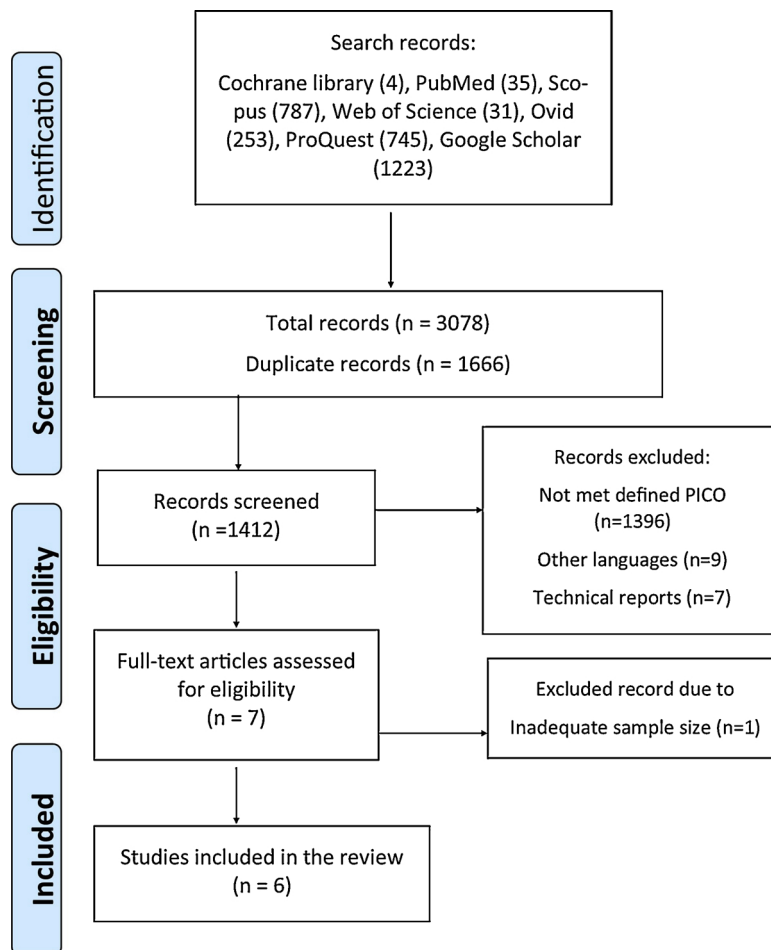 Identification
Search records:
Cochrane library (4), PubMed (35), Sco-
pus (787), Web of Science (31), Ovid
(253), ProQuest (745), Google Scholar
(1223)
Screening
Total records (n = 3078)
Duplicate records (n = 1666)
Records screened
(n =1412)
Records excluded:
Not met defined PICO
(n=1396)
Other languages (n=9)
Technical reports (n=7)
Eligibility
Full-text articles assessed
for eligibility
(n = 7)
Excluded record due to
Inadequate sample size (n=1)
Included
Studies included in the review
(n = 6)